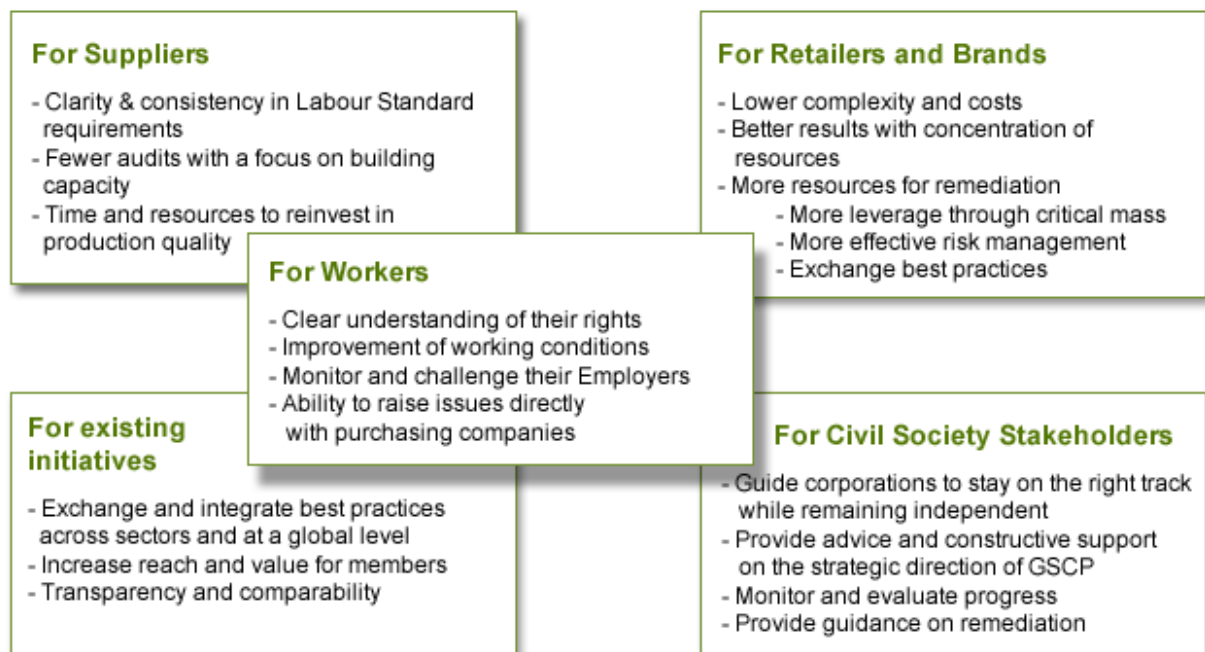 For Suppliers
- Clarity & consistency in Labour Standard
requirements
- Fewer audits with a focus on building
capacity
- Time and resources to reinvest in
production quality
For Retailers and Brands
- Lower complexity and costs
- Better results with concentration of
resources
- More resources for remediation
- More leverage through critical mass
- More effective risk management
- Exchange best practices
For Workers
- Clear understanding of their rights
- Improvement of working conditions
- Monitor and challenge their Employers
- Ability to raise issues directly
with purchasing companies
For existing
initiatives
- Exchange and integrate best practices
across sectors and at a global level
- Increase reach and value for members
- Transparency and comparability
For Civil Society Stakeholders
- Guide corporations to stay on the right track
while remaining independent
- Provide advice and constructive support
on the strategic direction of GSCP
- Monitor and evaluate progress
- Provide guidance on remediation